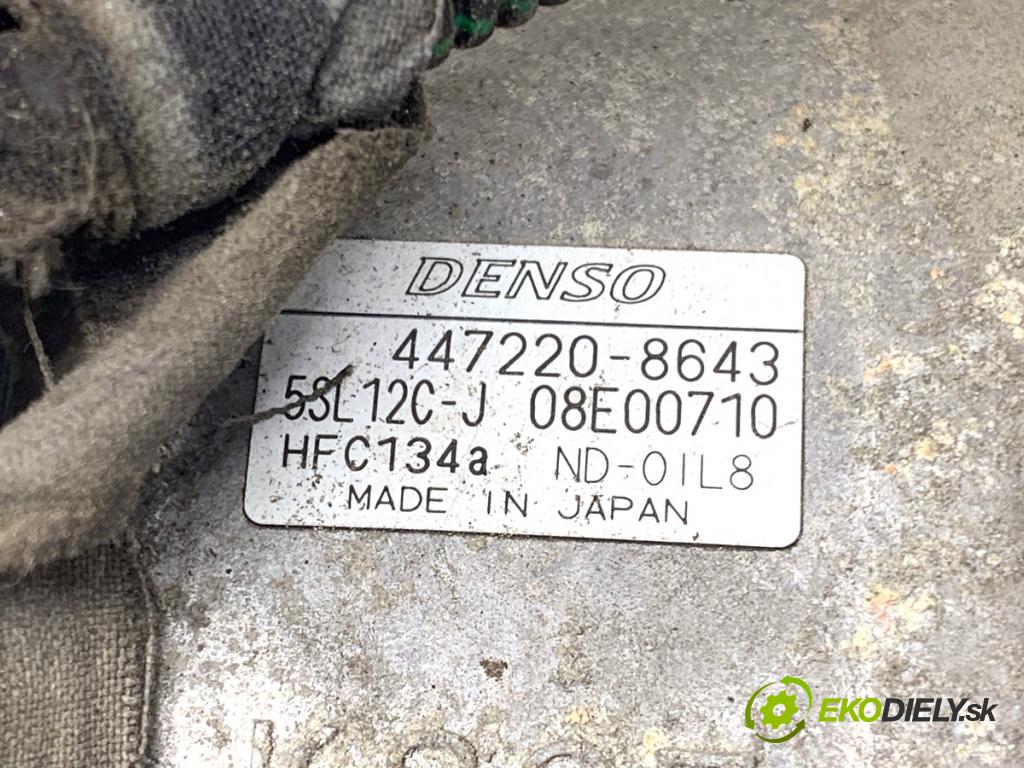 DENSO
447220-8643
5SL12C-J 08E00710
HFC134a ND-OIL8
MADE IN JAPAN
EKODIELY.sk